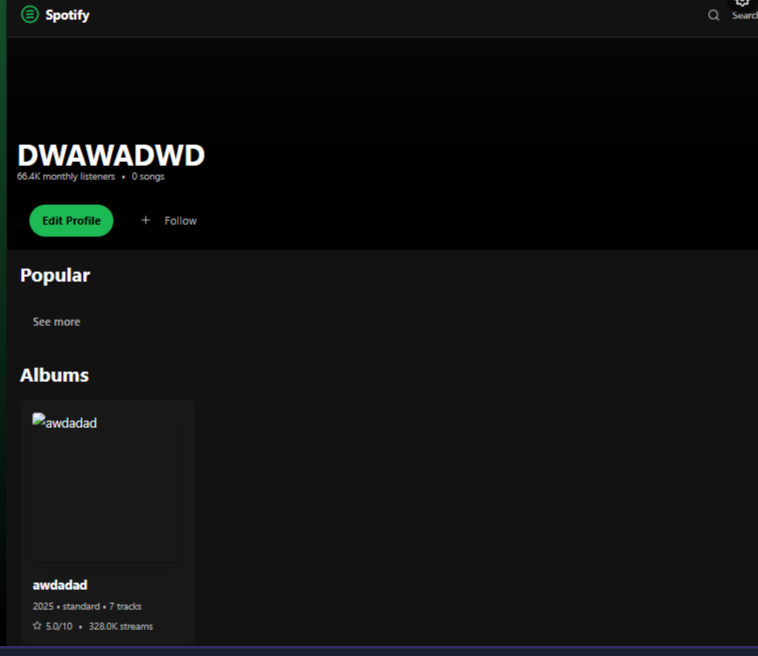 Spotify
Search
DWAWADWD
66.4K monthly listeners • 0 songs
Edit Profile
+ Follow
Popular
See more
Albums
awdadad
awdadad
2025 • standard • 7 tracks
☆ 5.0/10 • 328.0K streams